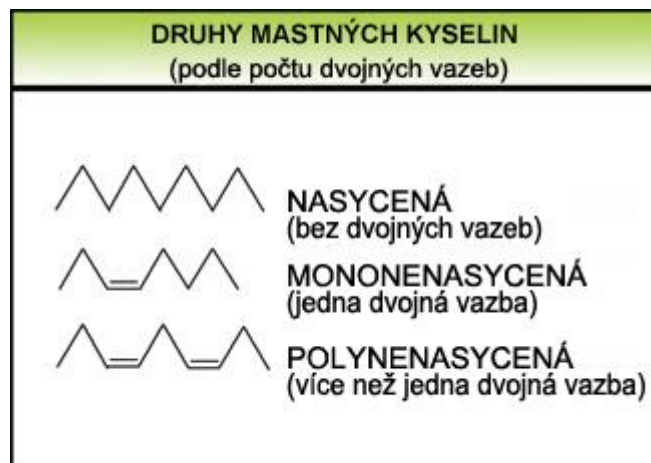 DRUHY MASTNÝCH KYSELIN
(podle počtu dvojných vazeb)
NASYCENÁ
(bez dvojných vazeb)
MONONENASYCENÁ
(jedna dvojná vazba)
POLYNENASYCENÁ
(více než jedna dvojná vazba)